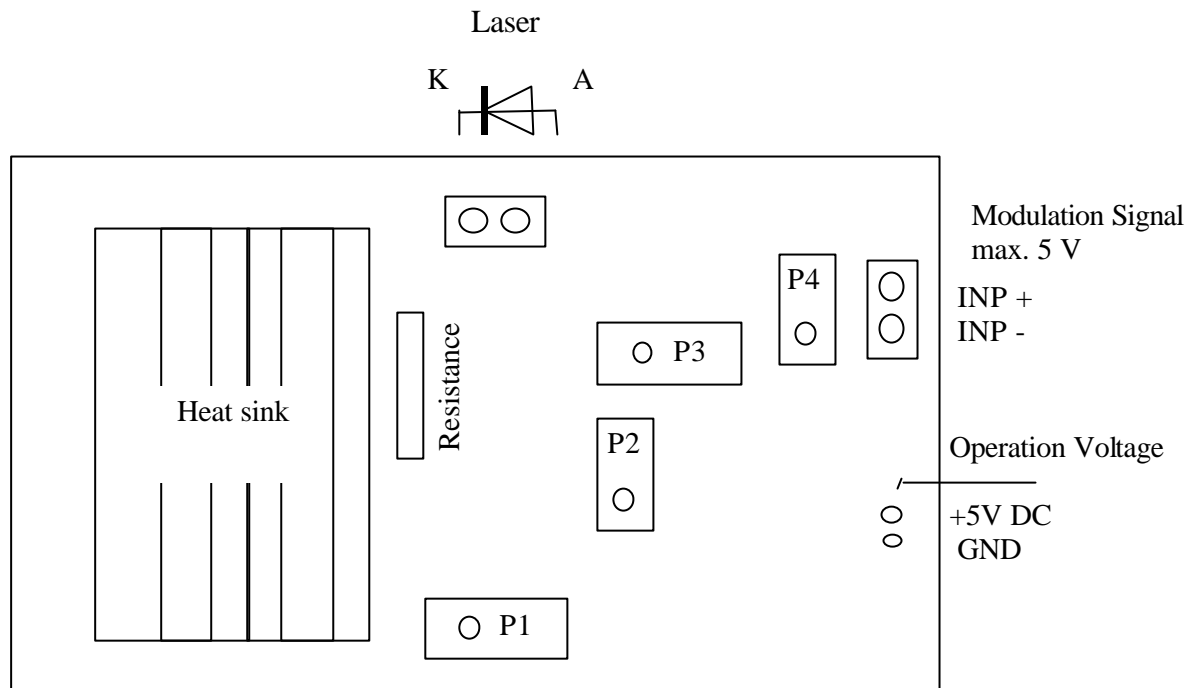 Laser
K
A
Modulation Signal
max. 5 V
P4
INP +
INP -
P3
Resistance
Heat sink
P2
Operation Voltage
+5V DC
GND
P1